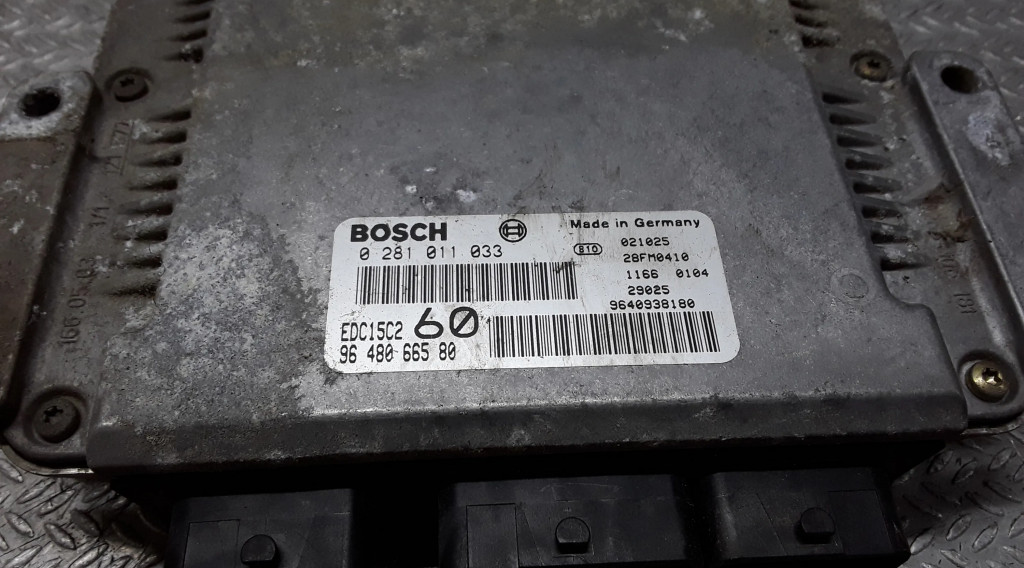 BOSCH
Made in Germany
0 281 011 033
810
021025
28FM0410
1166 0104
29025
9640938180
EDC15C2 60
96 480 665 80